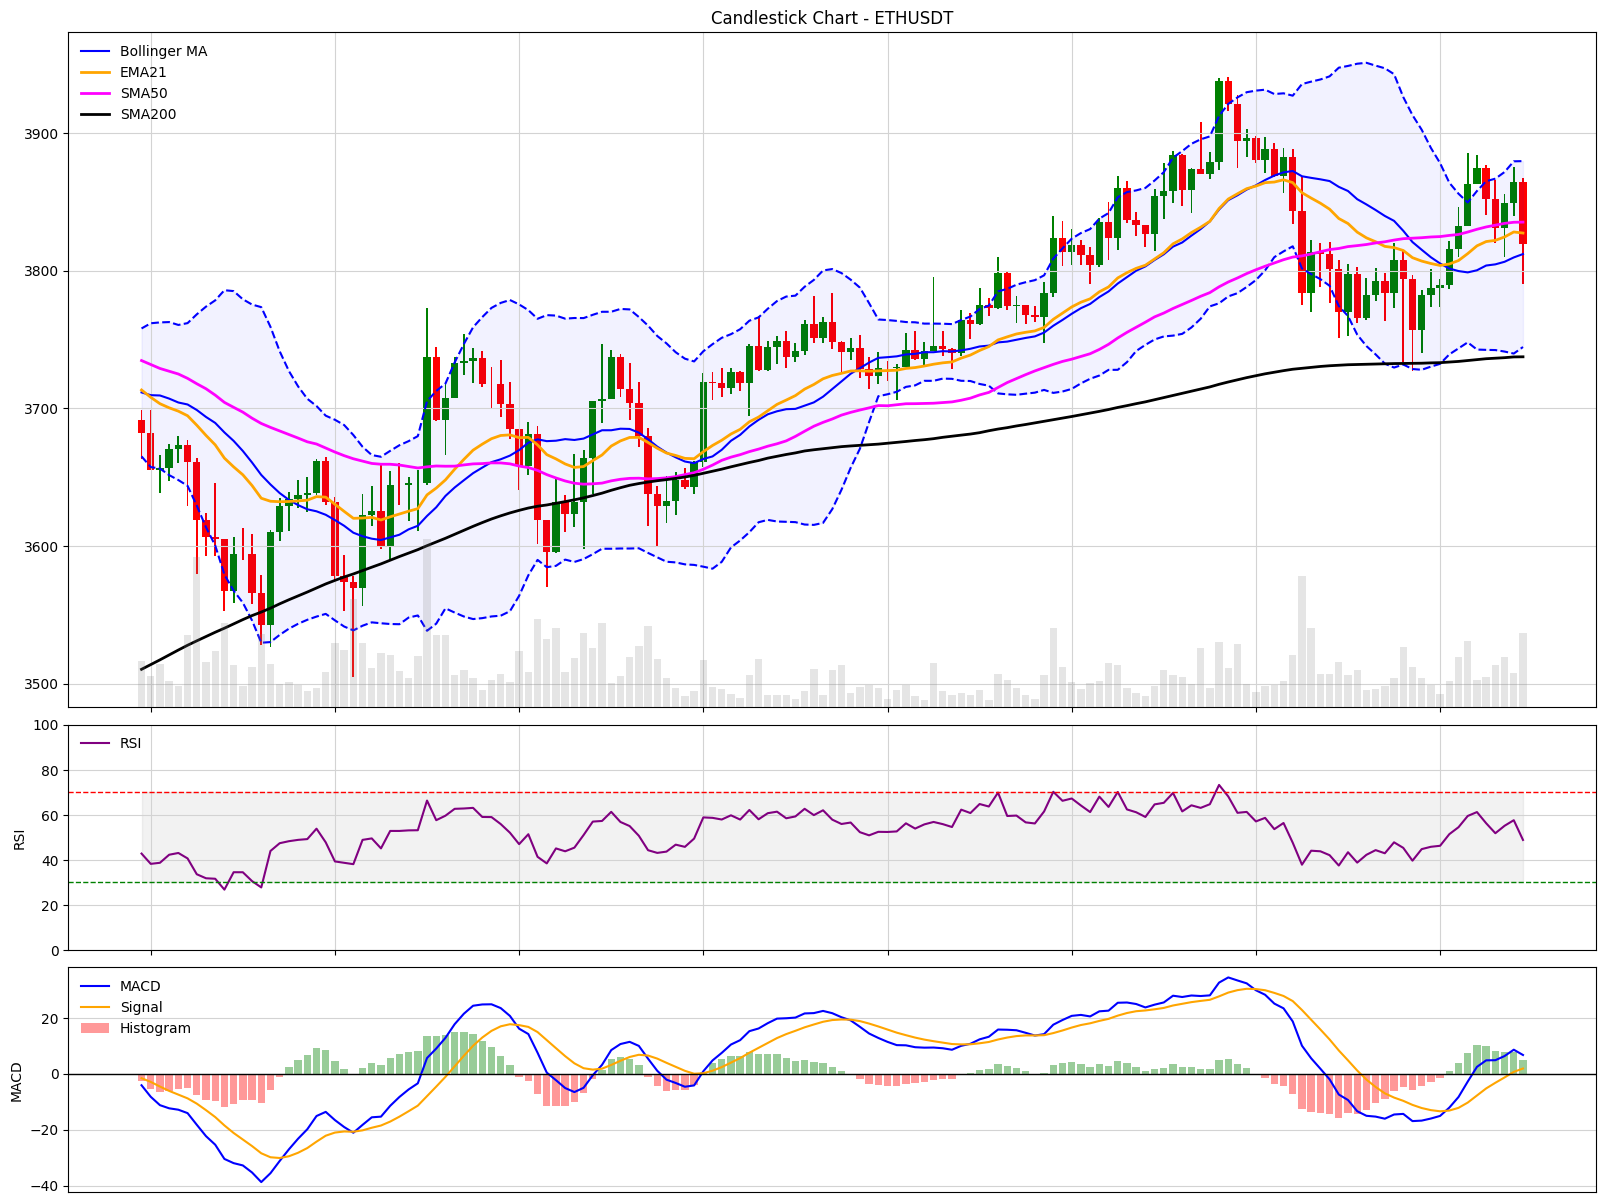 Candlestick Chart - ETHUSDT
Bollinger MA
EMA21
SMA50
SMA200
3900
3800
3700
3600
3500
RSI
100
80
60
40
20
0
RSI
MACD
Signal
Histogram
20
0
−20
−40
MACD